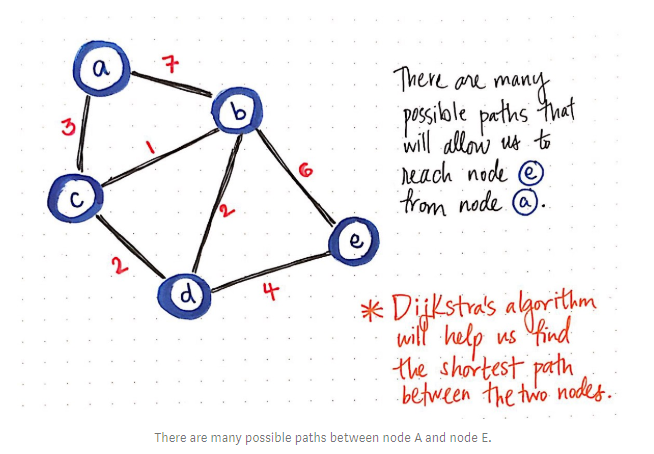 a
7
b
3
1
c
6
2
e
2
d
4
There are many
possible paths that
will allow us to
reach node e
from node a.
* Dijkstra's algorithm
will help us find
the shortest path
between the two nodes.
There are many possible paths between node A and node E.